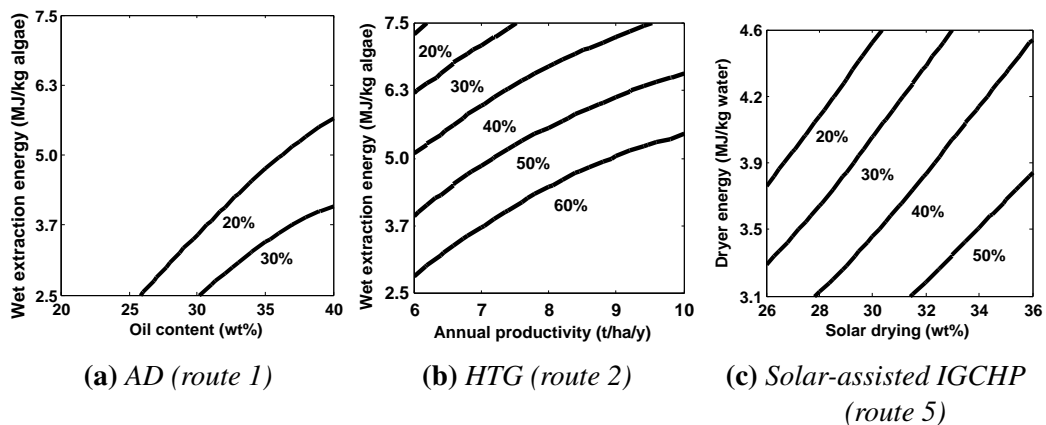 7.5
6.3
5.0
3.7
2.5
Wet extraction energy (MJ/kg algae)
20%
30%
20 25 30 35 40
Oil content (wt%)
(a) AD (route 1)
7.5
6.3
5.0
3.7
2.5
Wet extraction energy (MJ/kg algae)
20%
30%
40%
50%
60%
6 7 8 9 10
Annual productivity (t/ha/y)
(b) HTG (route 2)
4.6
4.2
3.9
3.5
3.1
Dryer energy (MJ/kg water)
20%
30%
40%
50%
26 28 30 32 34 36
Solar drying (wt%)
(c) Solar-assisted IGCHP
(route 5)